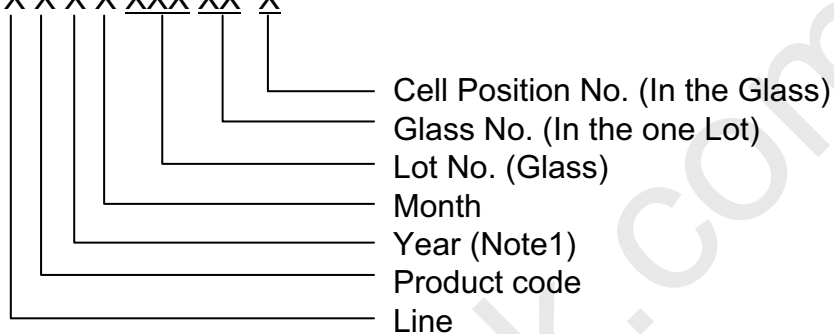 X X X X XXX XX X
Cell Position No. (In the Glass)
Glass No. (In the one Lot)
Lot No. (Glass)
Month
Year (Note1)
Product code
Line